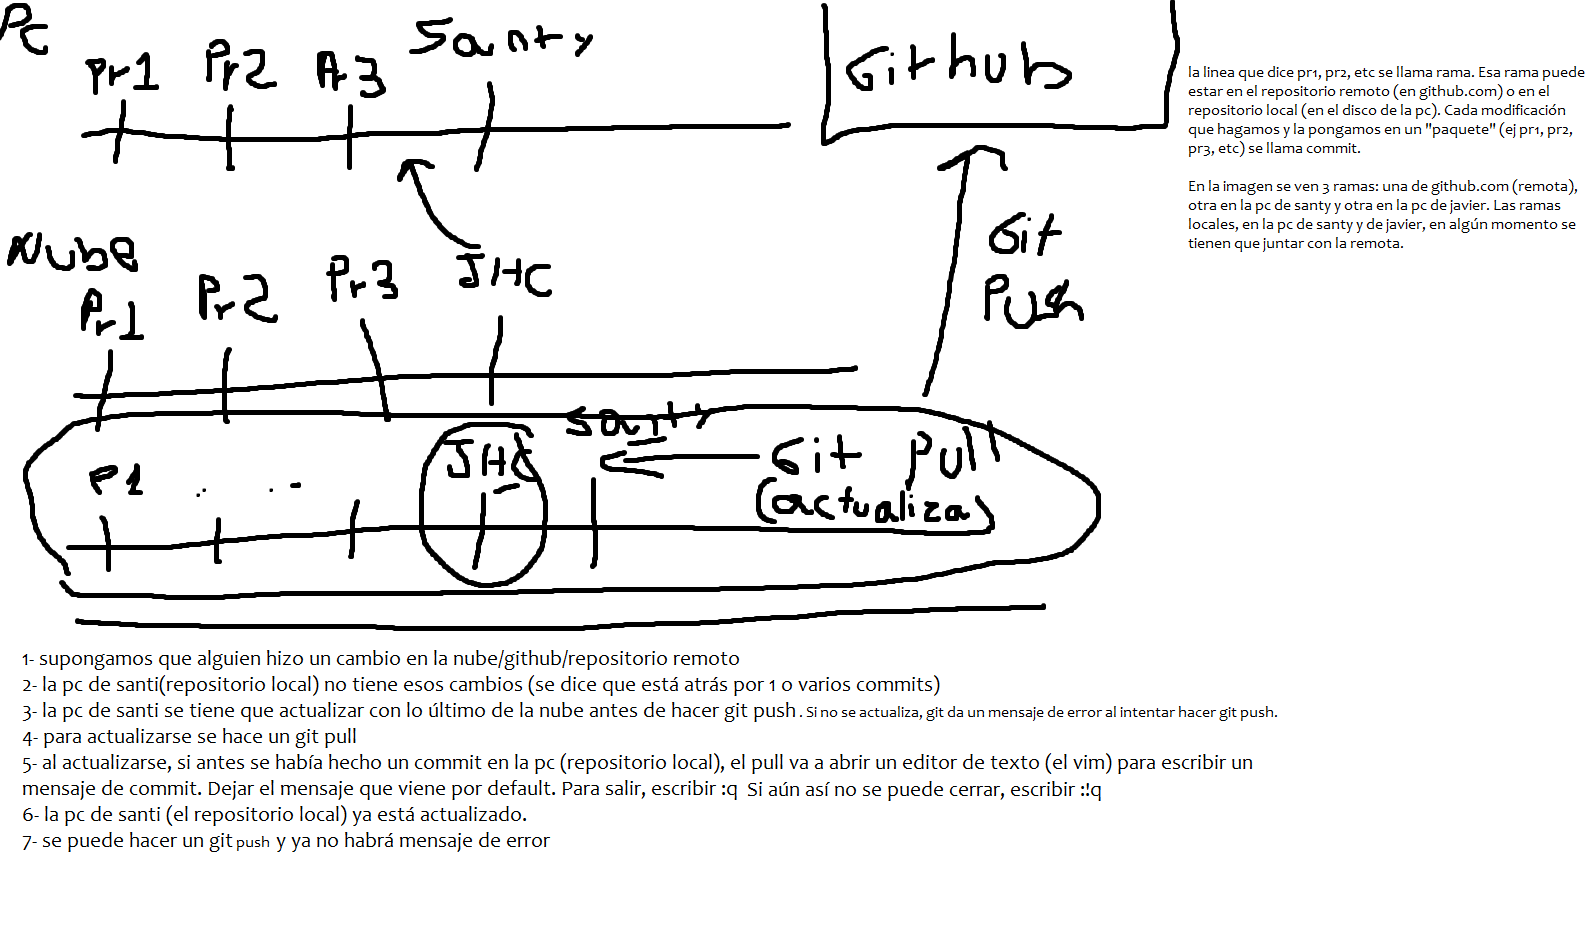 PC
Pr1 Pr2 Pr3 Santy
Github
la linea que dice pr1, pr2, etc se llama rama. Esa rama puede
estar en el repositorio remoto (en github.com) o en el
repositorio local (en el disco de la pc). Cada modificación
que hagamos y la pongamos en un "paquete" (ej pr1, pr2,
pr3, etc) se llama commit.
En la imagen se ven 3 ramas: una de github.com (remota),
otra en la pc de santy y otra en la pc de javier. Las ramas
locales, en la pc de santy y de javier, en algún momento se
tienen que juntar con la remota.
Git
Push
Nube
Pr1 Pr2 Pr3 JHC
P1 .. .. JHC Santy Git Pull
(actualiza)
1- supongamos que alguien hizo un cambio en la nube/github/repositorio remoto
2- la pc de santi(repositorio local) no tiene esos cambios (se dice que está atrás por 1 o varios commits)
3- la pc de santi se tiene que actualizar con lo último de la nube antes de hacer git push. Si no se actualiza, git da un mensaje de error al intentar hacer git push.
4- para actualizarse se hace un git pull
5- al actualizarse, si antes se había hecho un commit en la pc (repositorio local), el pull va a abrir un editor de texto (el vim) para escribir un
mensaje de commit. Dejar el mensaje que viene por default. Para salir, escribir :q Si aún así no se puede cerrar, escribir :!q
6- la pc de santi (el repositorio local) ya está actualizado.
7- se puede hacer un git push y ya no habrá mensaje de error